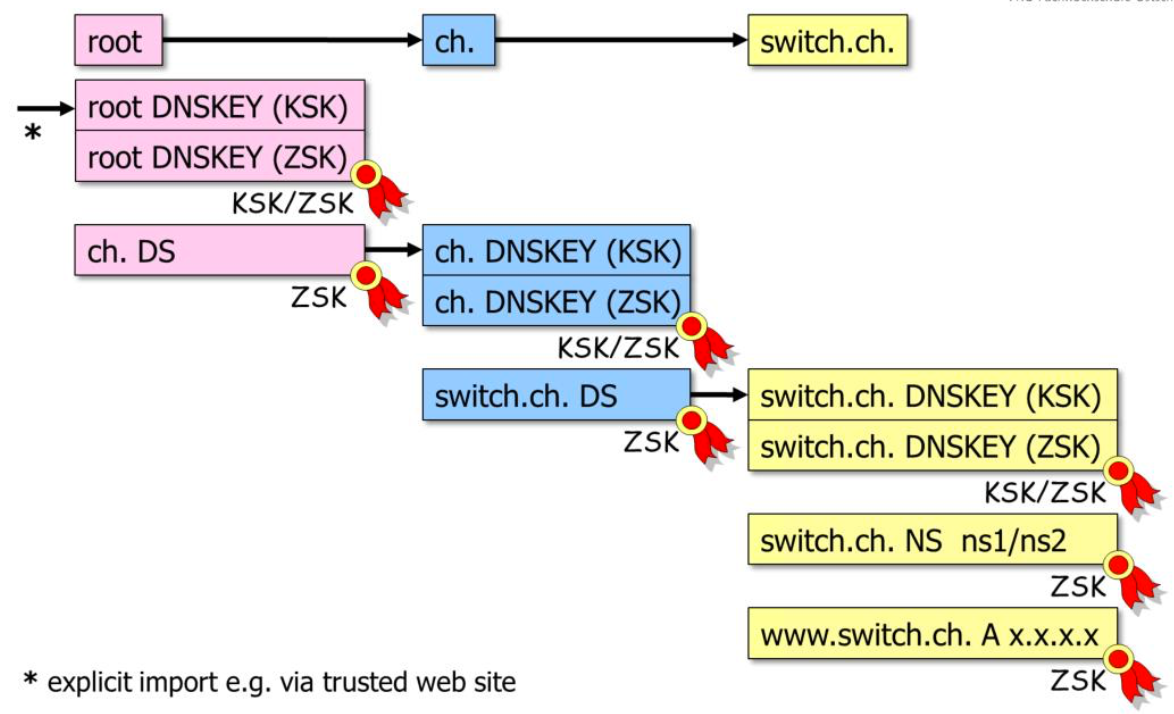 root
ch.
switch.ch.
*
root DNSKEY (KSK)
root DNSKEY (ZSK)
KSK/ZSK
ch. DS
ZSK
ch. DNSKEY (KSK)
ch. DNSKEY (ZSK)
KSK/ZSK
switch.ch. DS
ZSK
switch.ch. DNSKEY (KSK)
switch.ch. DNSKEY (ZSK)
KSK/ZSK
switch.ch. NS ns1/ns2
ZSK
www.switch.ch. A x.x.x.x
ZSK
* explicit import e.g. via trusted web site